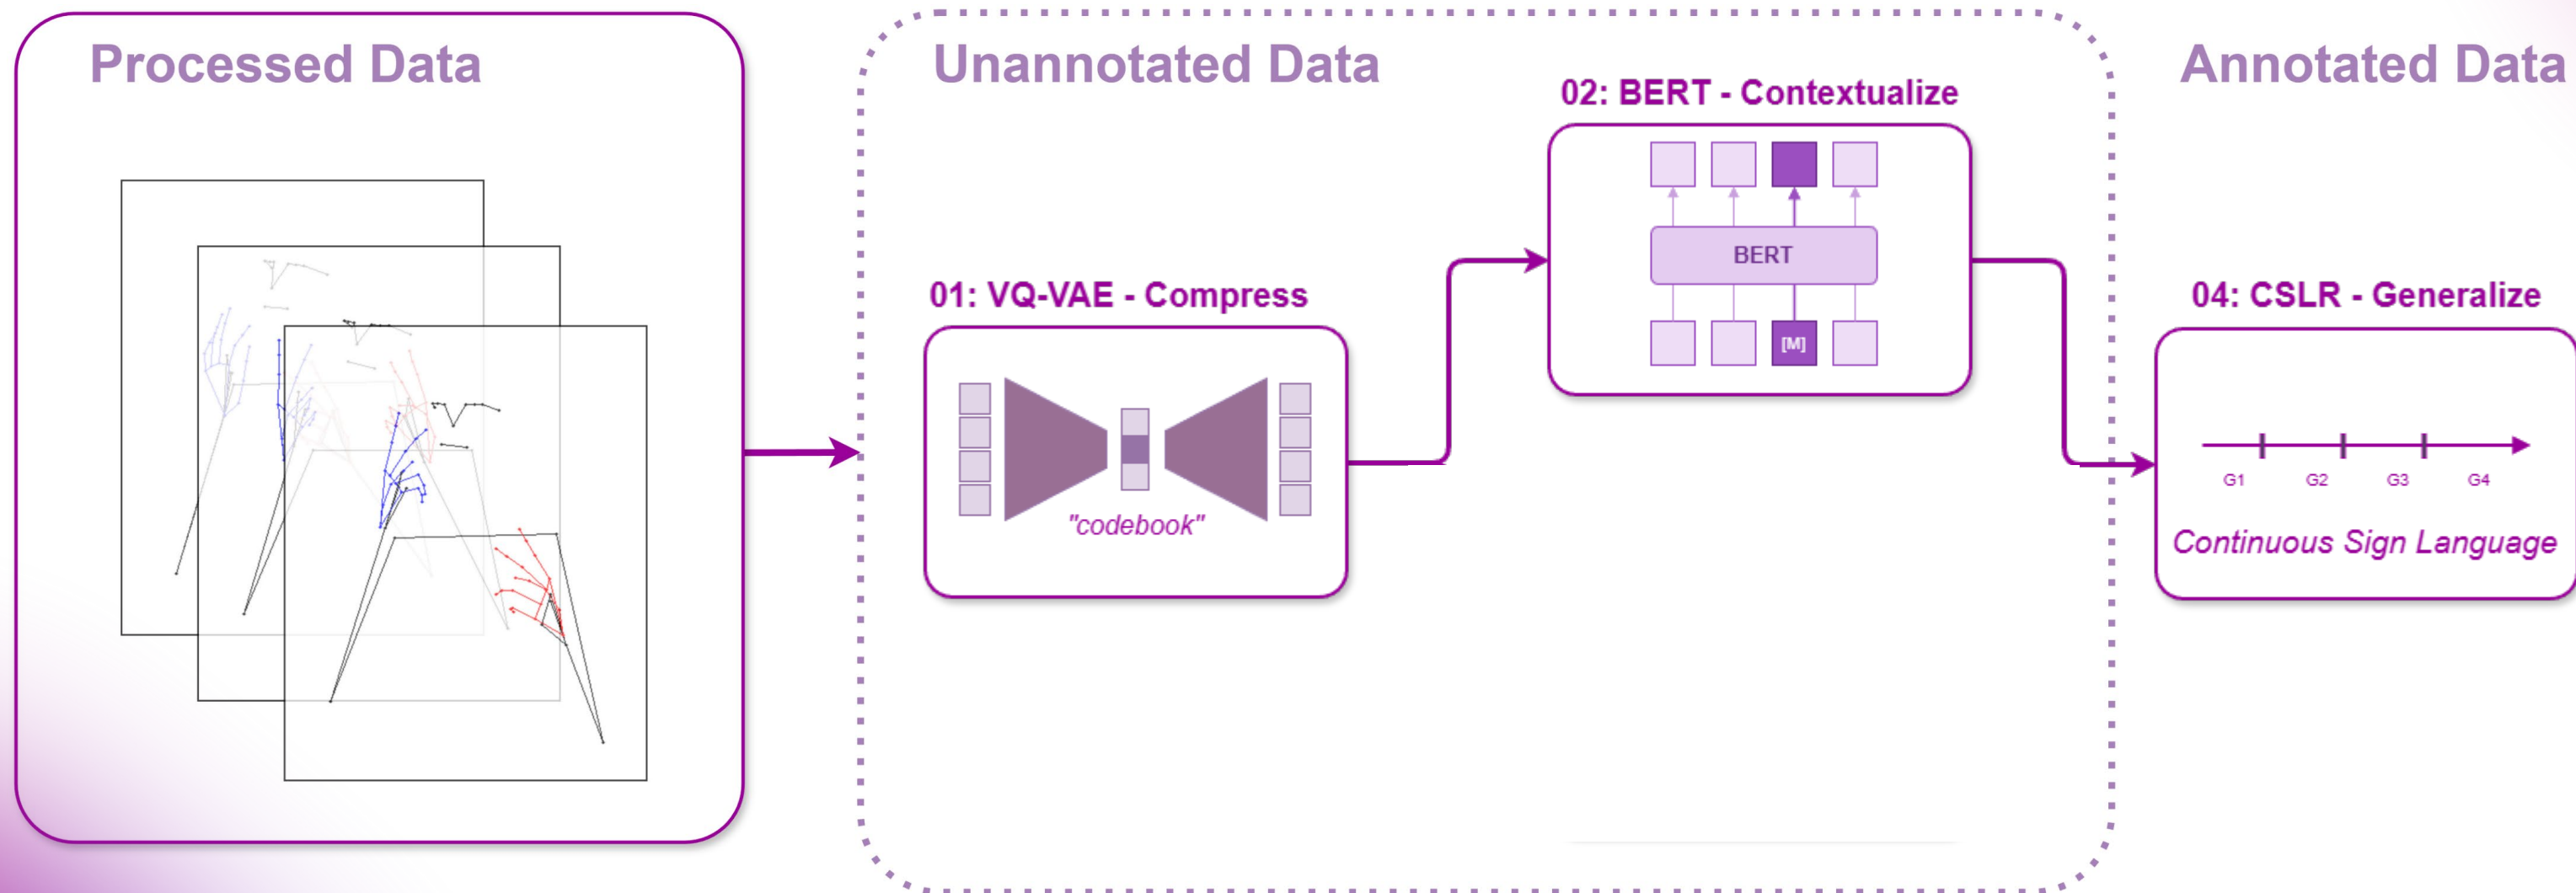 Processed Data
Unannotated Data
Annotated Data
02: BERT - Contextualize
BERT
[M]
01: VQ-VAE - Compress
"codebook"
04: CSLR - Generalize
G1 G2 G3 G4
Continuous Sign Language